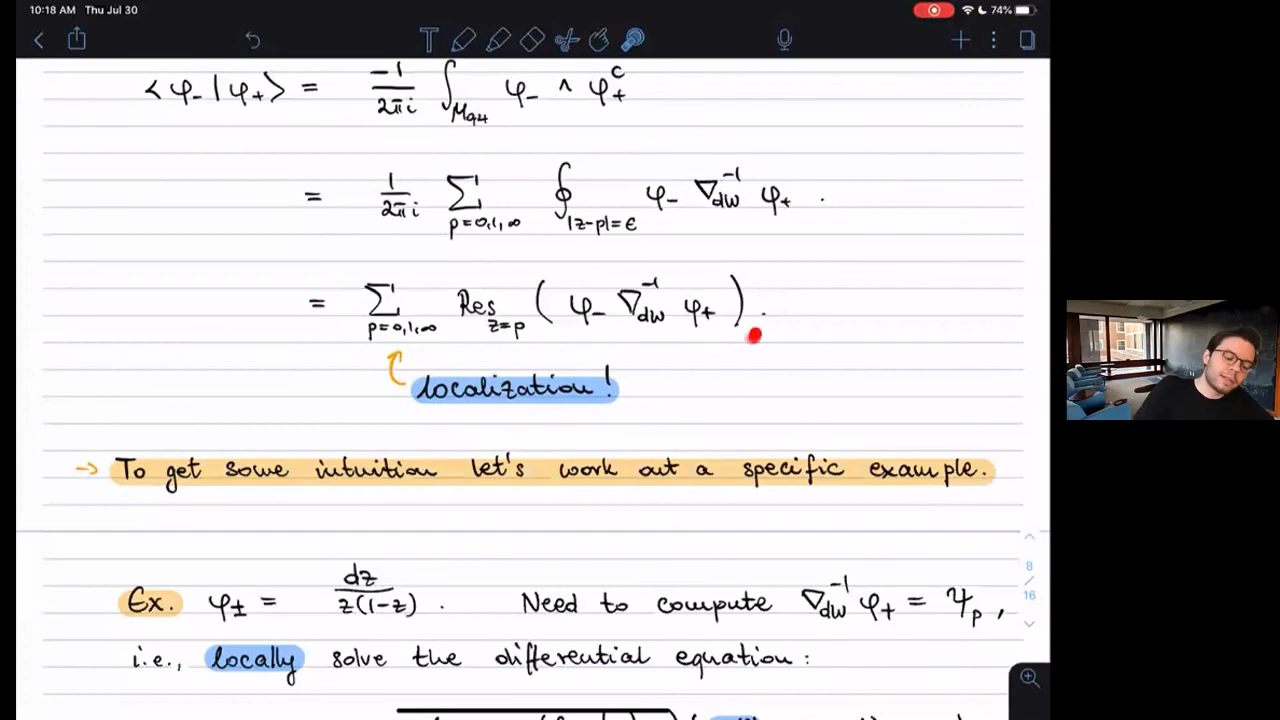 10:18 AM Thu Jul 30
74%
⟨φ₋|φ₊⟩ = -1/2πi ∫_{M_{0,4}} φ₋ ∧ φ₊^c
= 1/2πi Σ_{p=0,1,∞} ∮_{|z-p|=ε} φ₋ ∇_{dW}^{-1} φ₊ .
= Σ_{p=0,1,∞} Res_{z=p} ( φ₋ ∇_{dW}^{-1} φ₊ ) .
localization!
→ To get some intuition let's work out a specific example.
Ex. φ± = dz/z(1-z) . Need to compute ∇_{dW}^{-1} φ₊ = ψ_p ,
i.e., locally solve the differential equation :
8
/
16